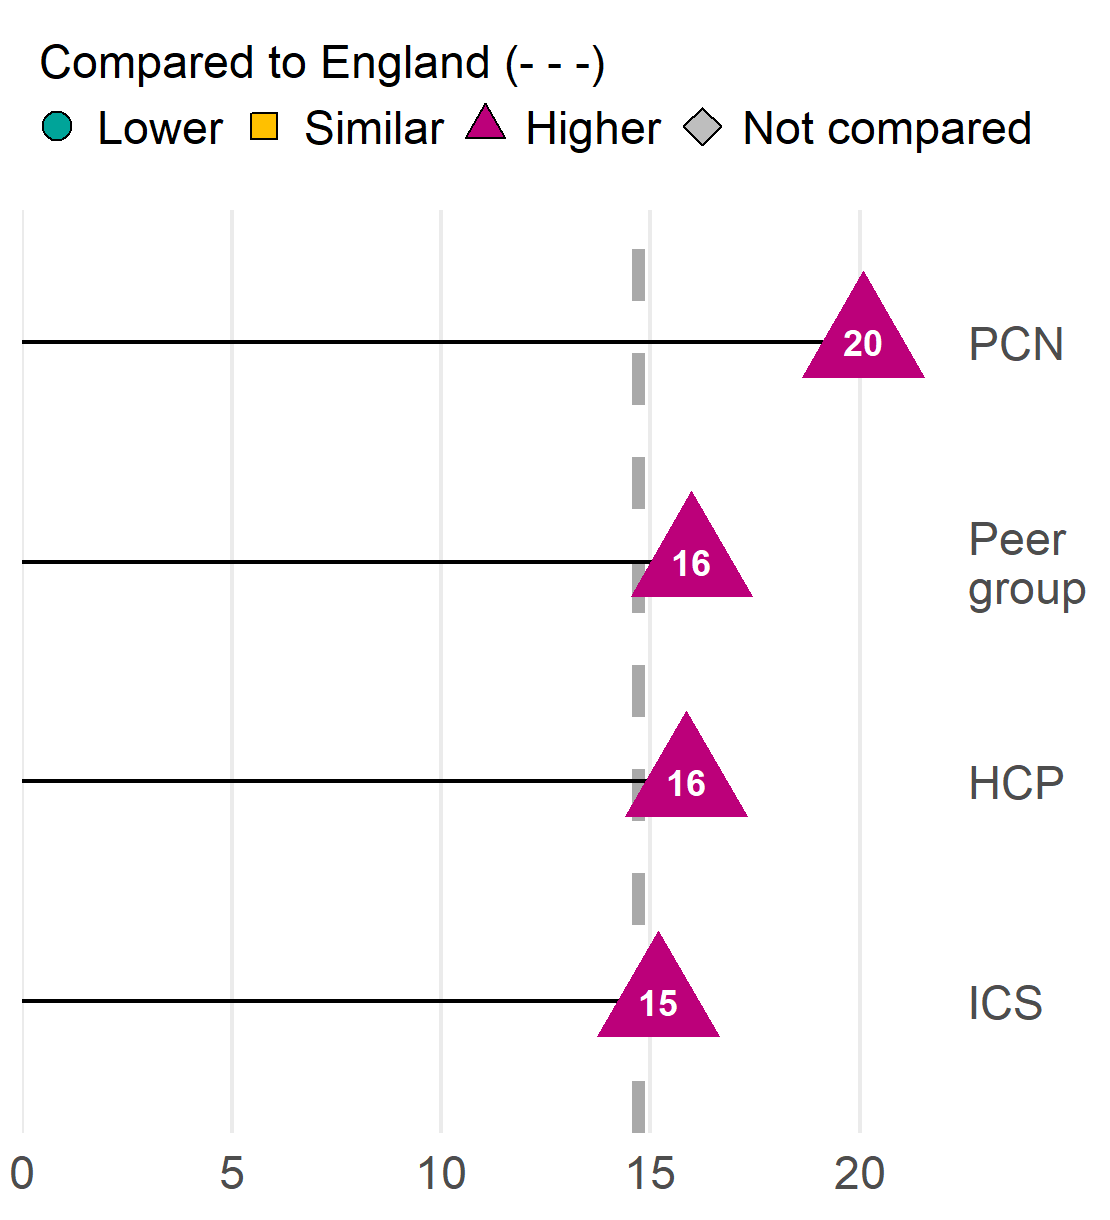 Compared to England (- - -)
Lower Similar Higher Not compared
20 PCN
16 Peer
group
16 HCP
15 ICS
0 5 10 15 20